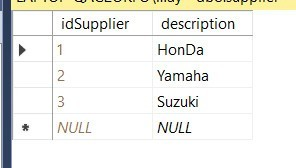 idSupplier description
1 HonDa
2 Yamaha
3 Suzuki
* NULL NULL